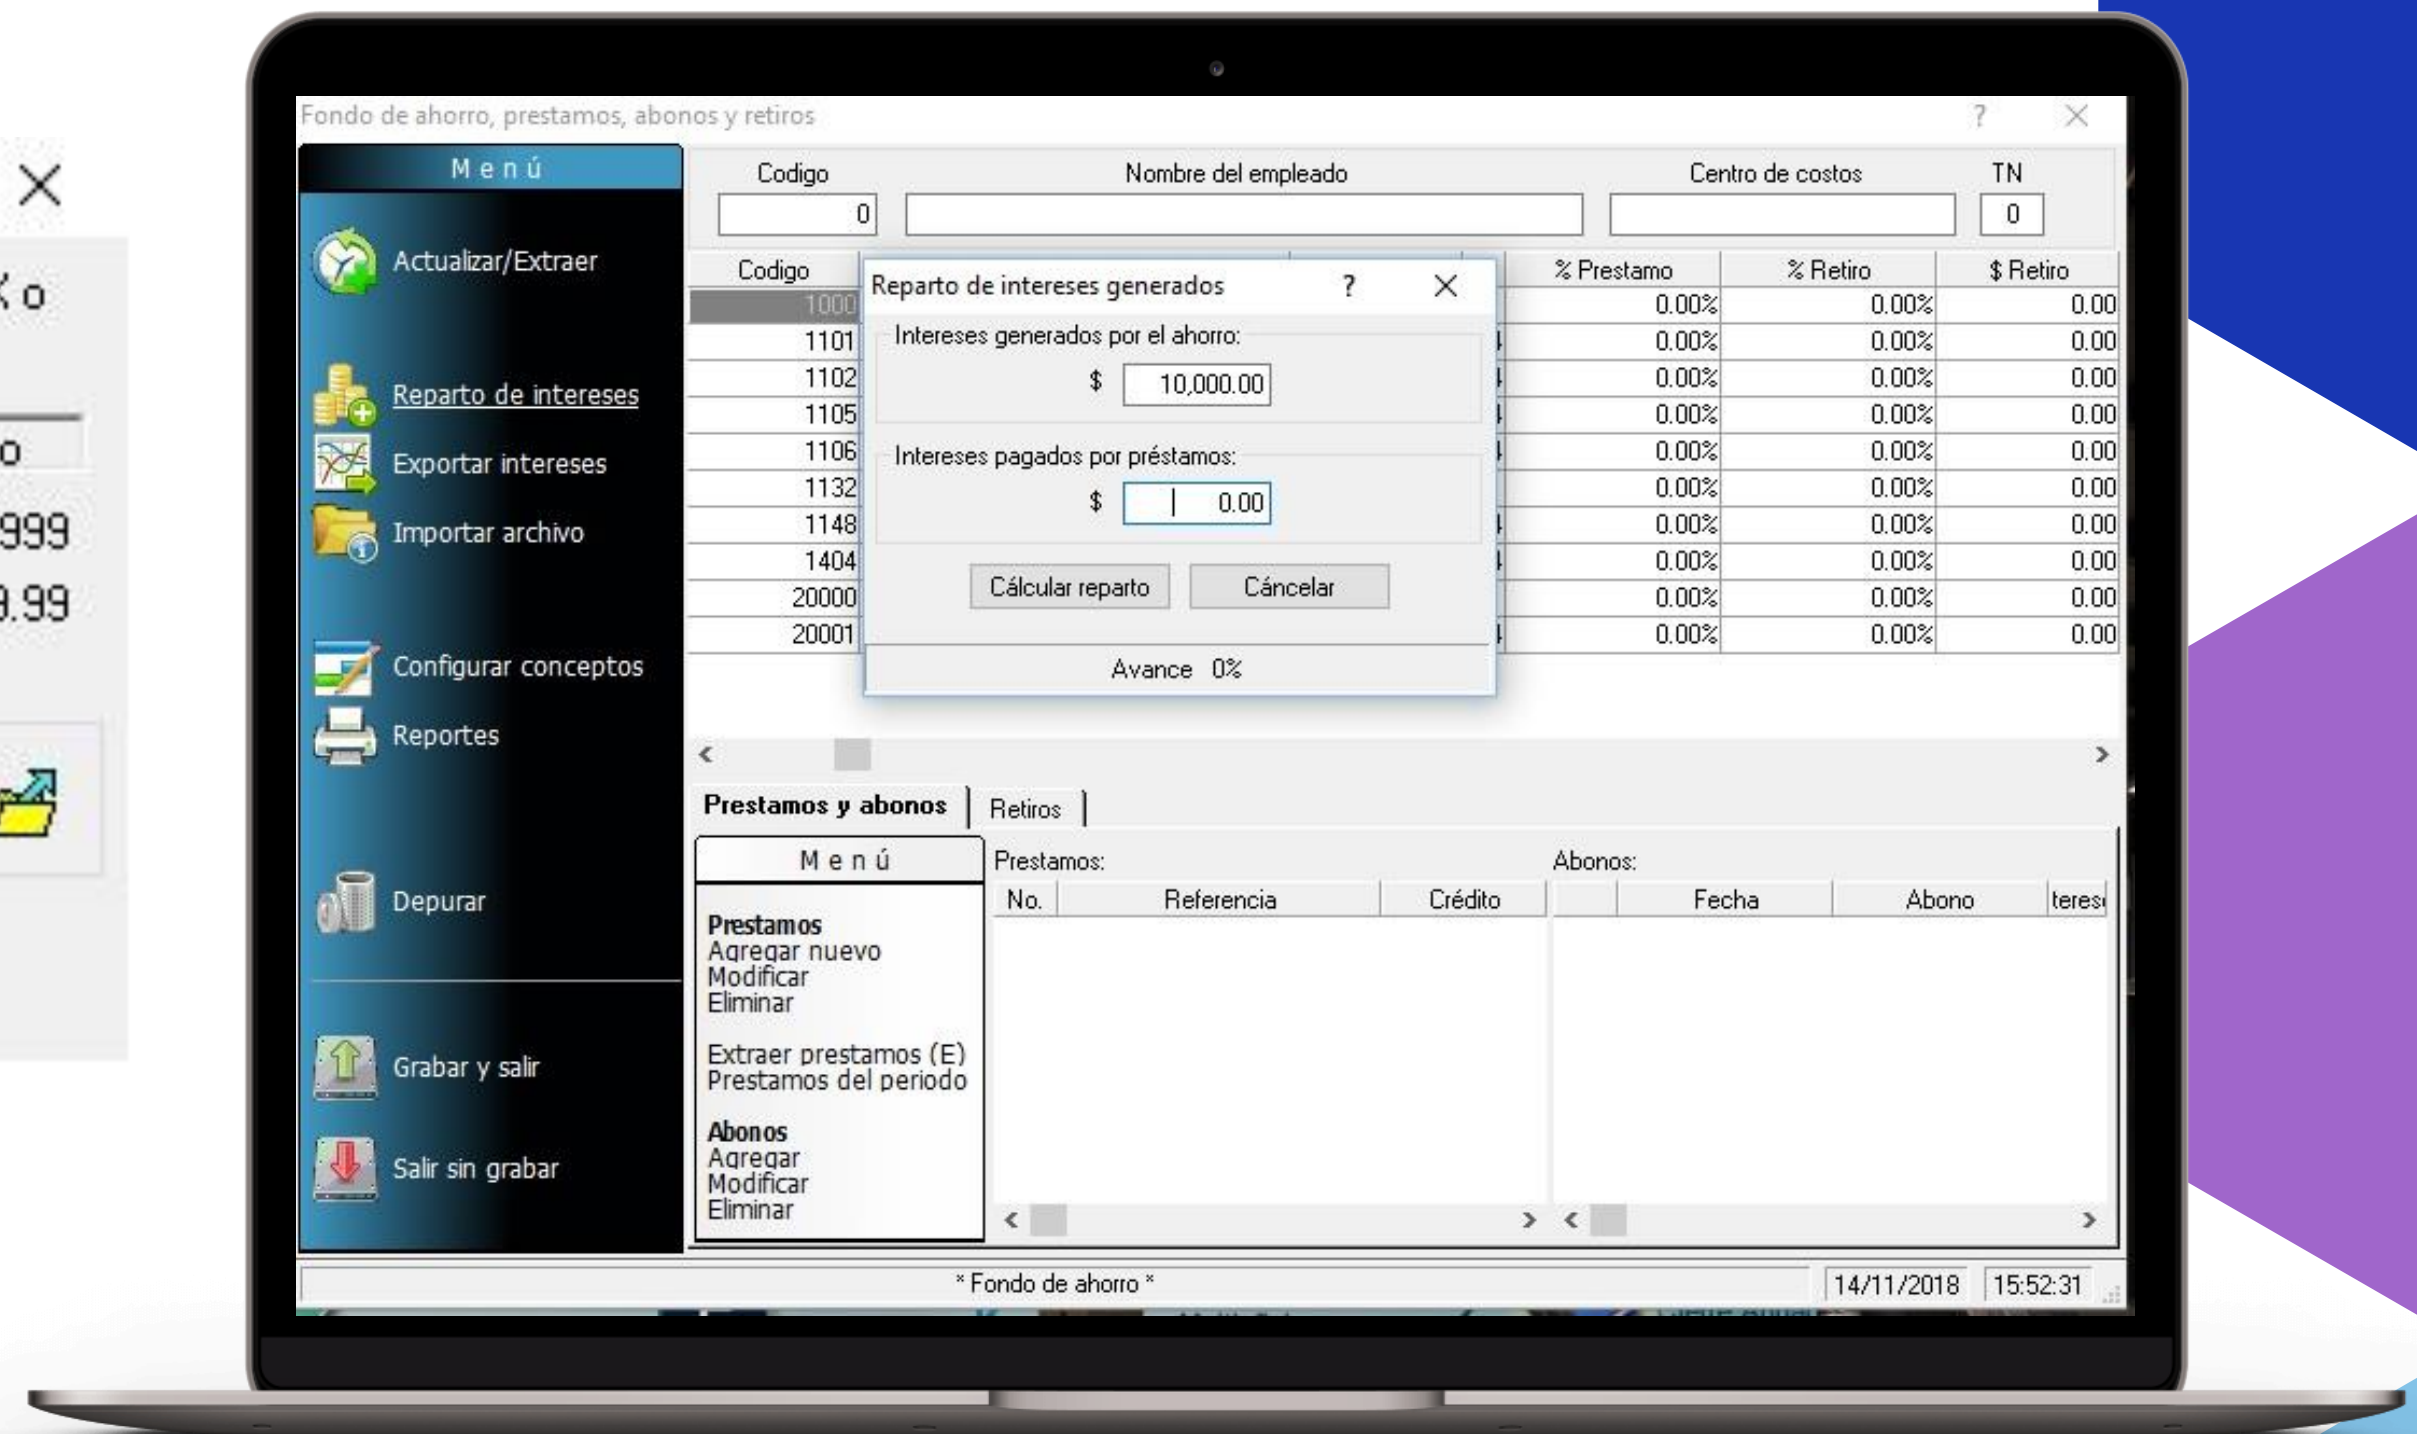 Fondo de ahorro, prestamos, abonos y retiros
? ×
Menú
Actualizar/Extraer
Reparto de intereses
Exportar intereses
Importar archivo
Configurar conceptos
Reportes
Depurar
Grabar y salir
Salir sin grabar
Codigo Nombre del empleado Centro de costos TN
0 0
Codigo % Prestamo % Retiro $ Retiro
1000 0.00% 0.00% 0.00
1101 0.00% 0.00% 0.00
1102 0.00% 0.00% 0.00
1105 0.00% 0.00% 0.00
1106 0.00% 0.00% 0.00
1132 0.00% 0.00% 0.00
1148 0.00% 0.00% 0.00
1404 0.00% 0.00% 0.00
20000 0.00% 0.00% 0.00
20001 0.00% 0.00% 0.00
Reparto de intereses generados ? ×
Intereses generados por el ahorro:
$ 10,000.00
Intereses pagados por préstamos:
$ 0.00
Cálcular reparto Cáncelar
Avance 0%
Prestamos y abonos Retiros
Menú
Prestamos
Agregar nuevo
Modificar
Eliminar
Extraer prestamos (E)
Prestamos del periodo
Abonos
Agregar
Modificar
Eliminar
Prestamos:
No. Referencia Crédito
Abonos:
Fecha Abono
* Fondo de ahorro * 14/11/2018 15:52:31
o
o
999
9.99